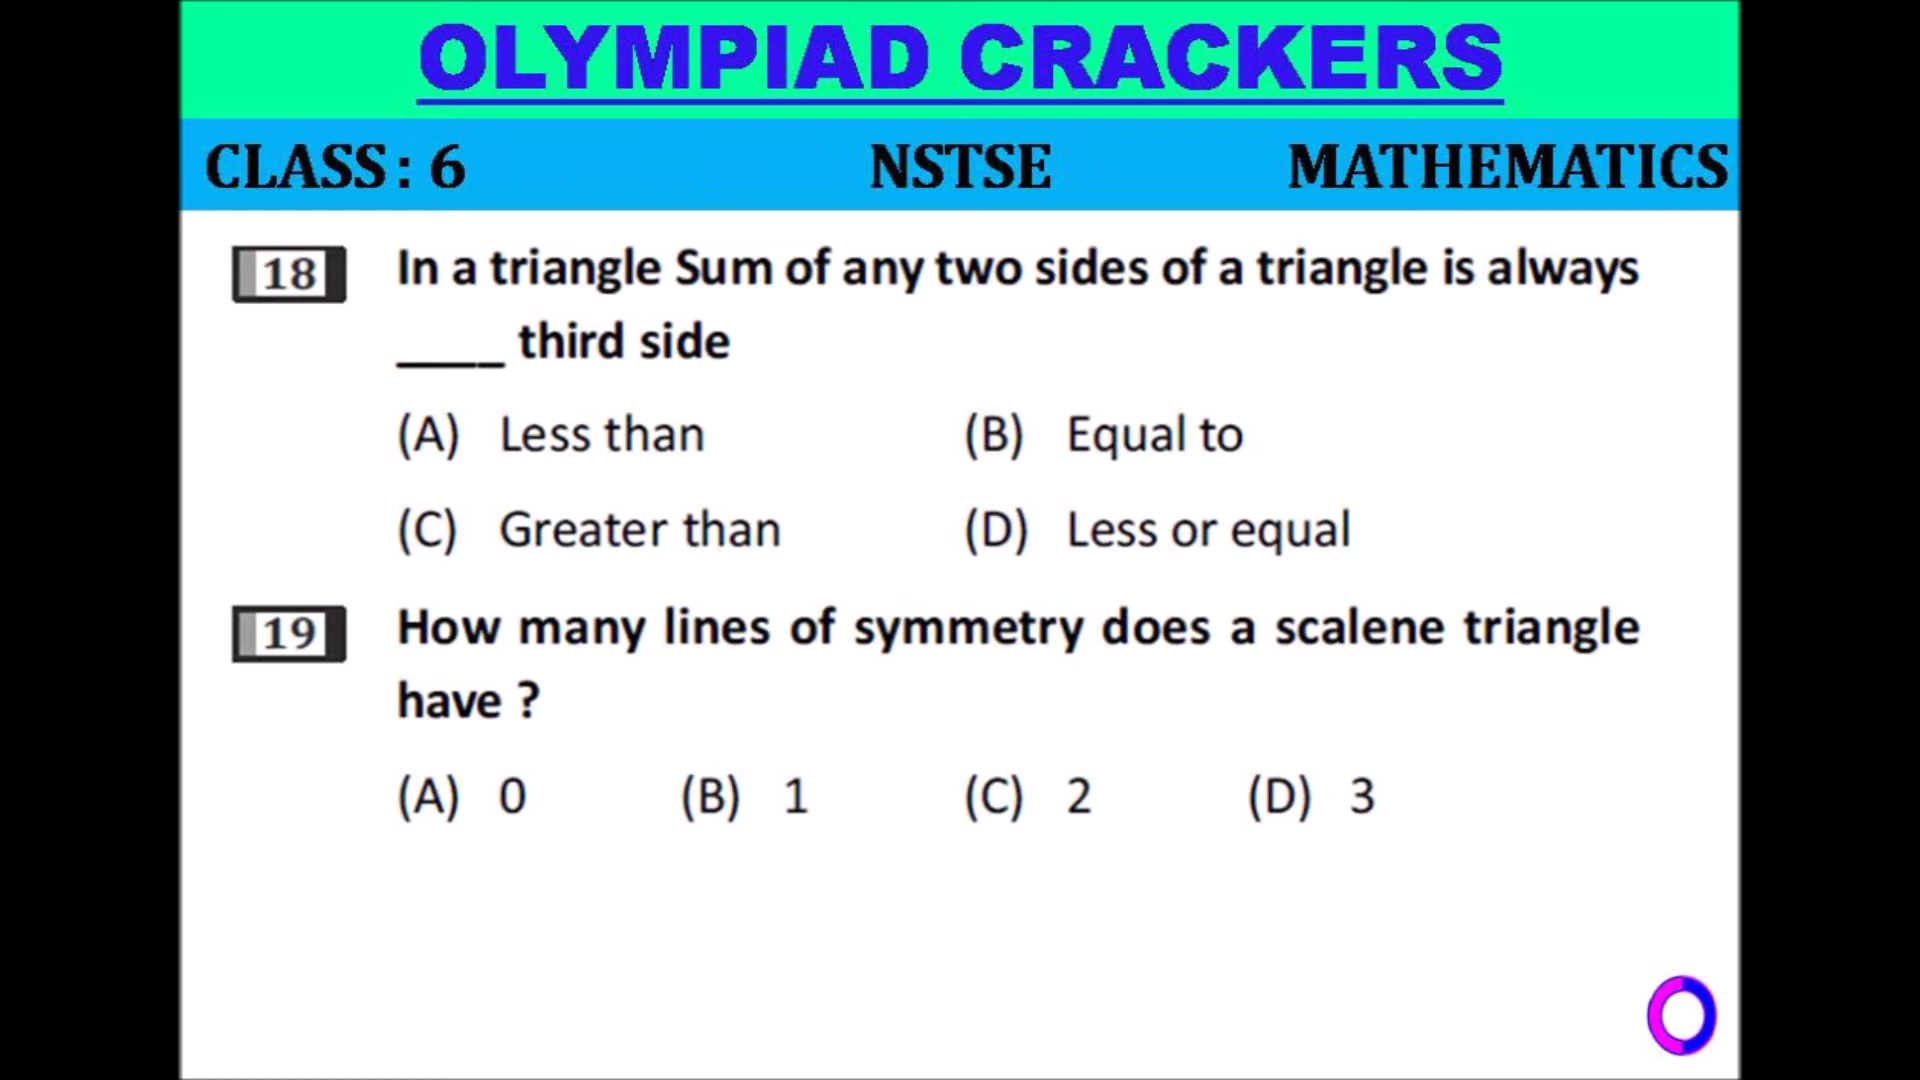 OLYMPIAD CRACKERS
CLASS : 6 NSTSE MATHEMATICS
18 In a triangle Sum of any two sides of a triangle is always
____ third side
(A) Less than (B) Equal to
(C) Greater than (D) Less or equal
19 How many lines of symmetry does a scalene triangle
have ?
(A) 0 (B) 1 (C) 2 (D) 3